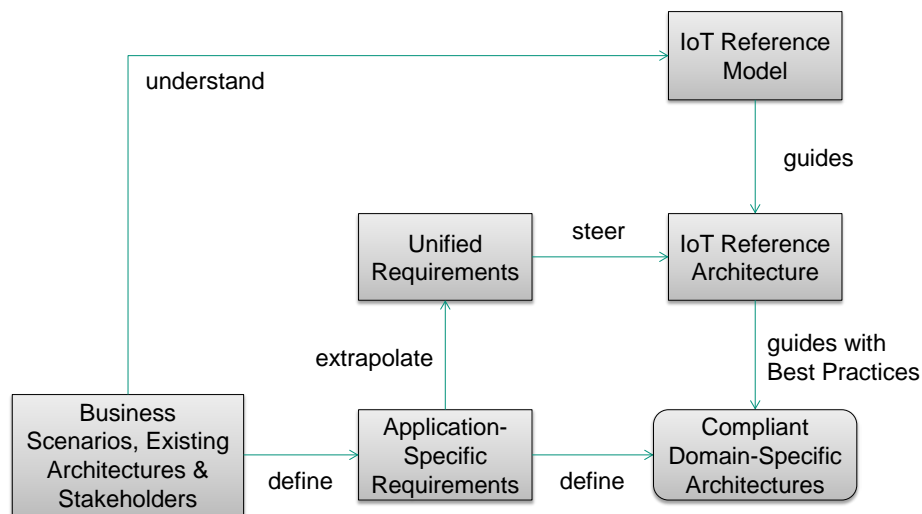 IoT Reference
Model
understand
guides
Unified
Requirements
steer
IoT Reference
Architecture
extrapolate
guides with
Best Practices
Business
Scenarios, Existing
Architectures &
Stakeholders
define
Application-
Specific
Requirements
define
Compliant
Domain-Specific
Architectures